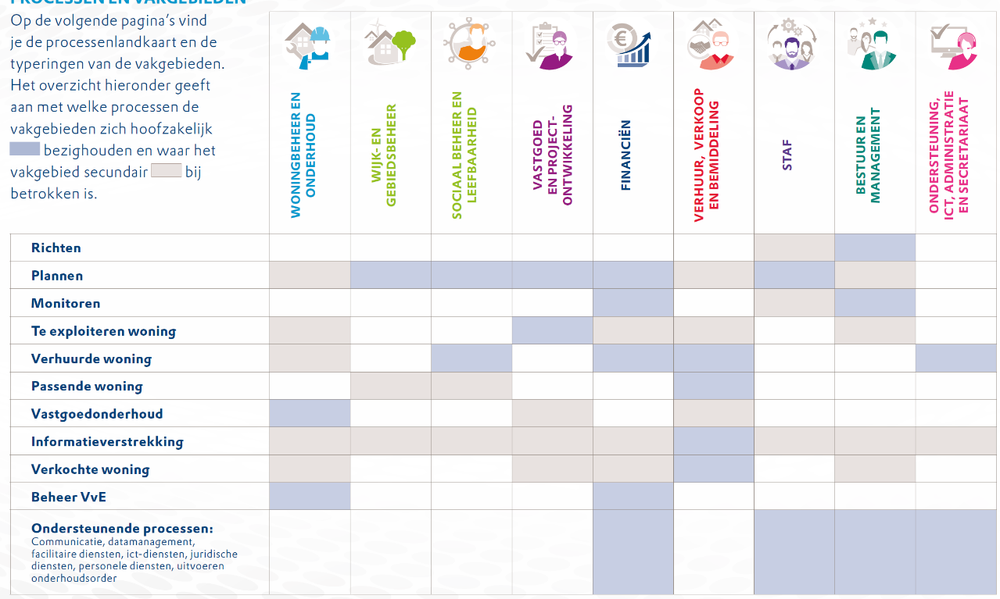 PROCESSEN EN VAKGEBIEDEN
Op de volgende pagina's vind
je de processenlandkaart en de
typeringen van de vakgebieden.
Het overzicht hieronder geeft
aan met welke processen de
vakgebieden zich hoofzakelijk
bezighouden en waar het
vakgebied secundair bij
betrokken is.
WONINGBEHEER EN
ONDERHOUD
WIJK- EN
GEBIEDSBEHEER
SOCIAAL BEHEER EN
LEEFBAARHEID
VASTGOED
EN PROJECT-
ONTWIKKELING
FINANCIËN
VERHUUR, VERKOOP
EN BEMIDDELING
STAF
BESTUUR EN
MANAGEMENT
ONDERSTEUNING,
ICT, ADMINISTRATIE
EN SECRETARIAAT
Richten
Plannen
Monitoren
Te exploiteren woning
Verhuurde woning
Passende woning
Vastgoedonderhoud
Informatieverstrekking
Verkochte woning
Beheer VvE
Ondersteunende processen:
Communicatie, datamanagement,
facilitaire diensten, ict-diensten, juridische
diensten, personele diensten, uitvoeren
onderhoudsorder